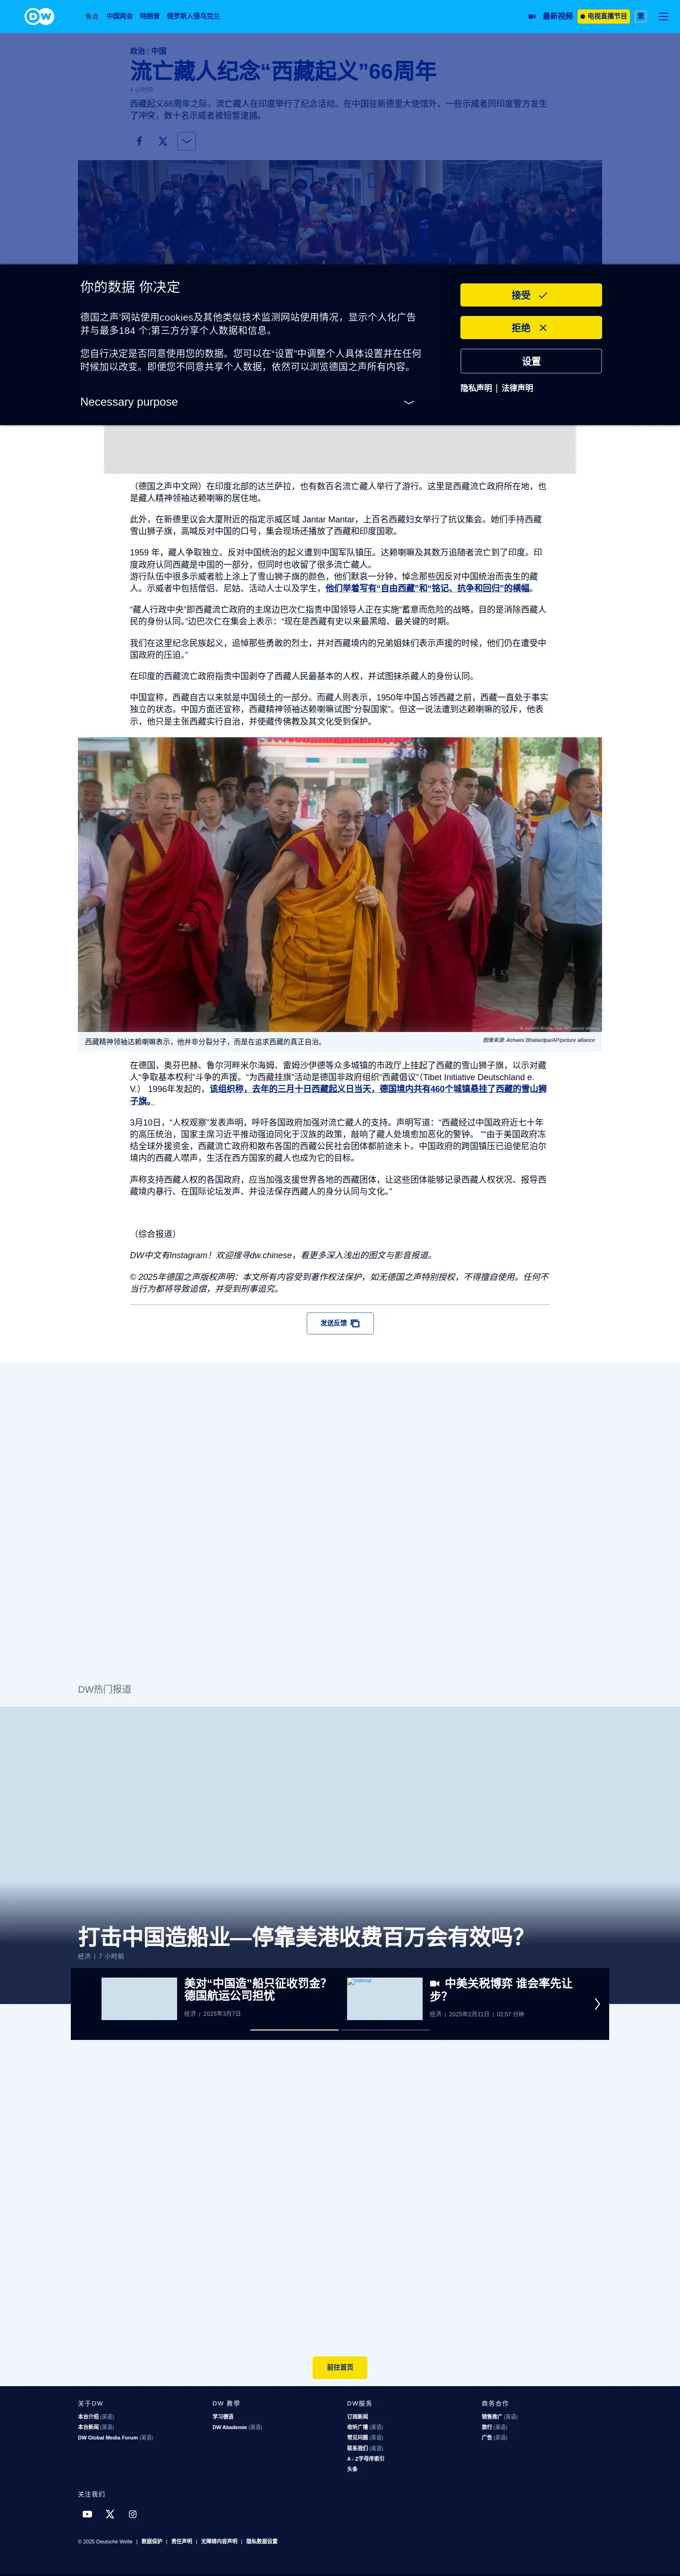 DW
焦点 中国两会 特朗普 俄罗斯入侵乌克兰
最新视频 电视直播节目 繁
政治 | 中国
流亡藏人纪念“西藏起义”66周年
4 小时前
西藏起义66周年之际，流亡藏人在印度举行了纪念活动。在中国驻新德里大使馆外，一些示威者同印度警方发生
了冲突，数十名示威者被短暂逮捕。
你的数据 你决定
德国之声'网站使用cookies及其他类似技术监测网站使用情况，显示个人化广告
并与最多184 个;第三方分享个人数据和信息。
您自行决定是否同意使用您的数据。您可以在“设置”中调整个人具体设置并在任何
时候加以改变。即便您不同意共享个人数据，依然可以浏览德国之声所有内容。
Necessary purpose
接受
拒绝
设置
隐私声明 | 法律声明
（德国之声中文网）在印度北部的达兰萨拉，也有数百名流亡藏人举行了游行。这里是西藏流亡政府所在地，也
是藏人精神领袖达赖喇嘛的居住地。
此外，在新德里议会大厦附近的指定示威区域 Jantar Mantar，上百名西藏妇女举行了抗议集会。她们手持西藏
雪山狮子旗，高喊反对中国的口号，集会现场还播放了西藏和印度国歌。
1959 年，藏人争取独立、反对中国统治的起义遭到中国军队镇压。达赖喇嘛及其数万追随者流亡到了印度。印
度政府认同西藏是中国的一部分，但同时也收留了很多流亡藏人。
游行队伍中很多示威者脸上涂上了雪山狮子旗的颜色，他们默哀一分钟，悼念那些因反对中国统治而丧生的藏
人。示威者中包括僧侣、尼姑、活动人士以及学生，他们举着写有“自由西藏”和“铭记、抗争和回归”的横幅。
“藏人行政中央”即西藏流亡政府的主席边巴次仁指责中国领导人正在实施“蓄意而危险的战略，目的是消除西藏人
民的身份认同。”边巴次仁在集会上表示：“现在是西藏有史以来最黑暗、最关键的时期。
我们在这里纪念民族起义，追悼那些勇敢的烈士，并对西藏境内的兄弟姐妹们表示声援的时候，他们仍在遭受中
国政府的压迫。”
在印度的西藏流亡政府指责中国剥夺了西藏人民最基本的人权，并试图抹杀藏人的身份认同。
中国宣称，西藏自古以来就是中国领土的一部分。而藏人则表示，1950年中国占领西藏之前，西藏一直处于事实
独立的状态。中国方面还宣称，西藏精神领袖达赖喇嘛试图“分裂国家”。但这一说法遭到达赖喇嘛的驳斥，他表
示，他只是主张西藏实行自治，并使藏传佛教及其文化受到保护。
© Ashwini Bhatia/dpa/AP/picture alliance
西藏精神领袖达赖喇嘛表示，他并非分裂分子，而是在追求西藏的真正自治。
图像来源: Ashwini Bhatia/dpa/AP/picture alliance
在德国，奥芬巴赫、鲁尔河畔米尔海姆、雷姆沙伊德等众多城镇的市政厅上挂起了西藏的雪山狮子旗，以示对藏
人“争取基本权利”斗争的声援。“为西藏挂旗”活动是德国非政府组织“西藏倡议”（Tibet Initiative Deutschland e.
V.） 1996年发起的，该组织称，去年的三月十日西藏起义日当天，德国境内共有460个城镇悬挂了西藏的雪山狮
子旗。
3月10日，“人权观察”发表声明，呼吁各国政府加强对流亡藏人的支持。声明写道：“西藏经过中国政府近七十年
的高压统治，国家主席习近平推动强迫同化于汉族的政策，敲响了藏人处境愈加恶化的警钟。 ”“由于美国政府冻
结全球外援资金，西藏流亡政府和散布各国的西藏公民社会团体都前途未卜。中国政府的跨国镇压已迫使尼泊尔
境内的西藏人噤声，生活在西方国家的藏人也成为它的目标。
声称支持西藏人权的各国政府，应当加强支援世界各地的西藏团体，让这些团体能够记录西藏人权状况、报导西
藏境内暴行、在国际论坛发声、并设法保存西藏人的身分认同与文化。”
（综合报道）
DW中文有Instagram！欢迎搜寻dw.chinese，看更多深入浅出的图文与影音报道。
© 2025年德国之声版权声明：本文所有内容受到著作权法保护，如无德国之声特别授权，不得擅自使用。任何不
当行为都将导致追偿，并受到刑事追究。
发送反馈
DW热门报道
打击中国造船业—停靠美港收费百万会有效吗?
经济 | 7 小时前
美对“中国造”船只征收罚金?
德国航运公司担忧
经济 | 2025年3月7日
external
中美关税博弈 谁会率先让
步?
经济 | 2025年2月11日 | 02:57 分钟
前往首页
关于DW
本台介绍 (英语)
本台新闻 (英语)
DW Global Media Forum (英语)
DW 教學
学习德语
DW Akademie (英语)
DW服务
订阅新闻
收听广播 (英语)
常见问题 (英语)
联系我们 (英语)
A - Z字母序索引
头条
商务合作
销售推广 (英语)
旅行 (英语)
广告 (英语)
关注我们
© 2025 Deutsche Welle | 数据保护 | 责任声明 | 无障碍内容声明 | 隐私数据设置